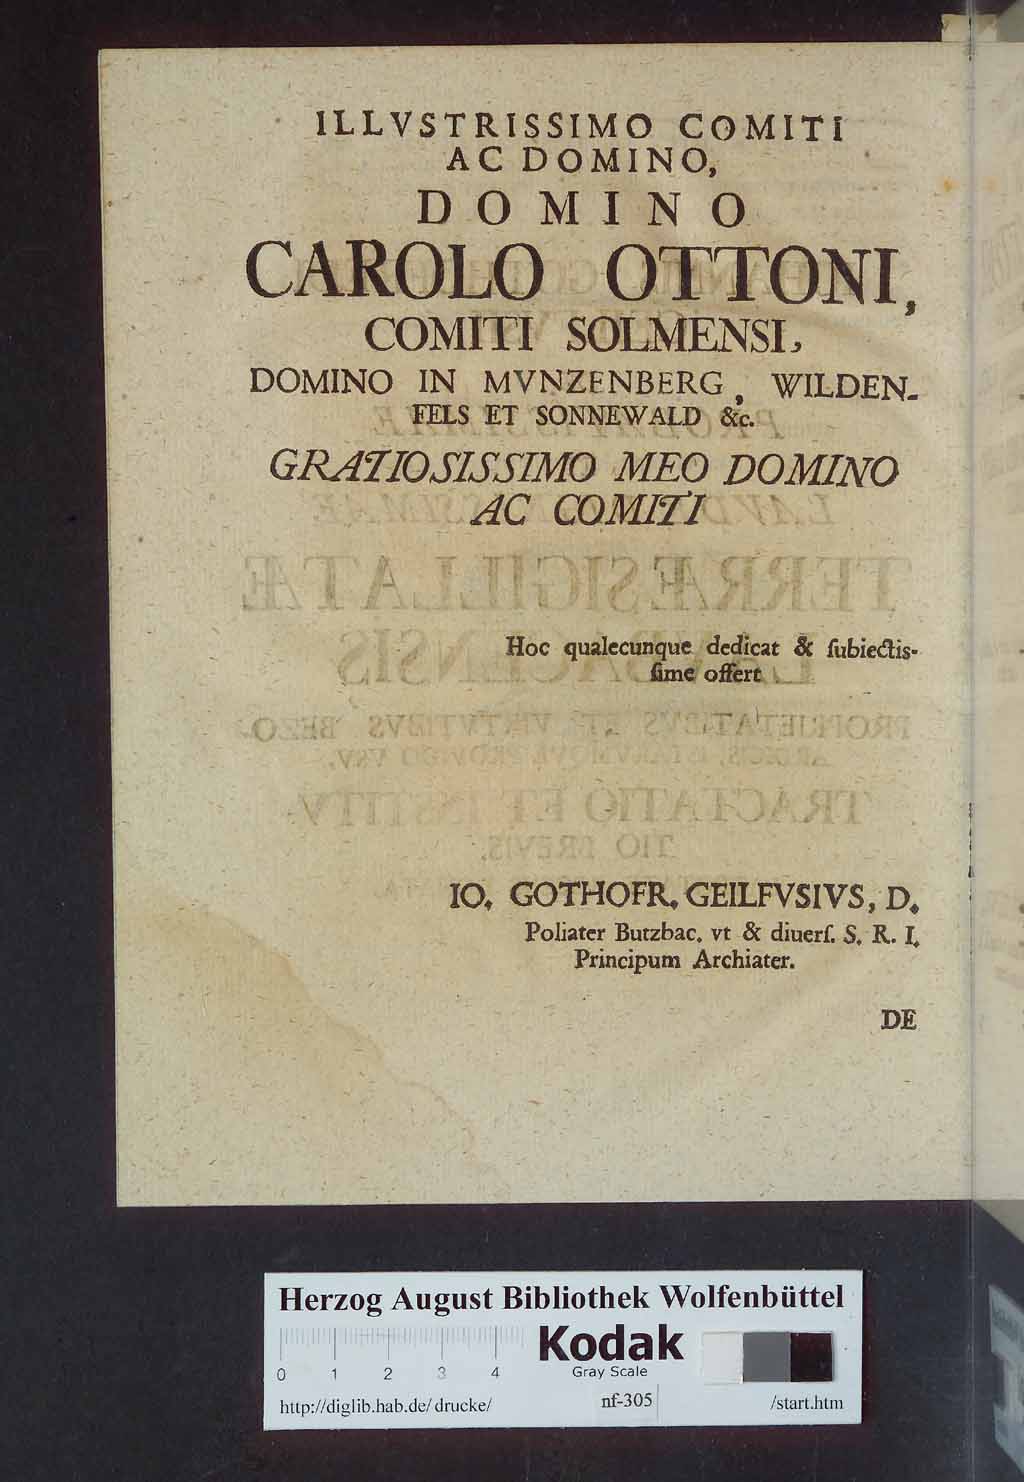 ILLVSTRISSIMO COMITI
AC DOMINO,
DOMINO
CAROLO OTTONI,
COMITI SOLMENSI,
DOMINO IN MVNZENBERG, WILDEN-
FELS ET SONNEWALD &c.
GRATIOSISSIMO MEO DOMINO
AC COMITI
Hoc qualecunque dedicat & ſubiectis-
ſime offert
IO. GOTHOFR. GEILFVSIVS, D.
Poliater Butzbac. vt & diuerſ. S. R. I.
Principum Archiater.
DE
Herzog August Bibliothek Wolfenbüttel
Kodak
Gray Scale
0 1 2 3 4
http://diglib.hab.de/drucke/ nf-305 /start.htm